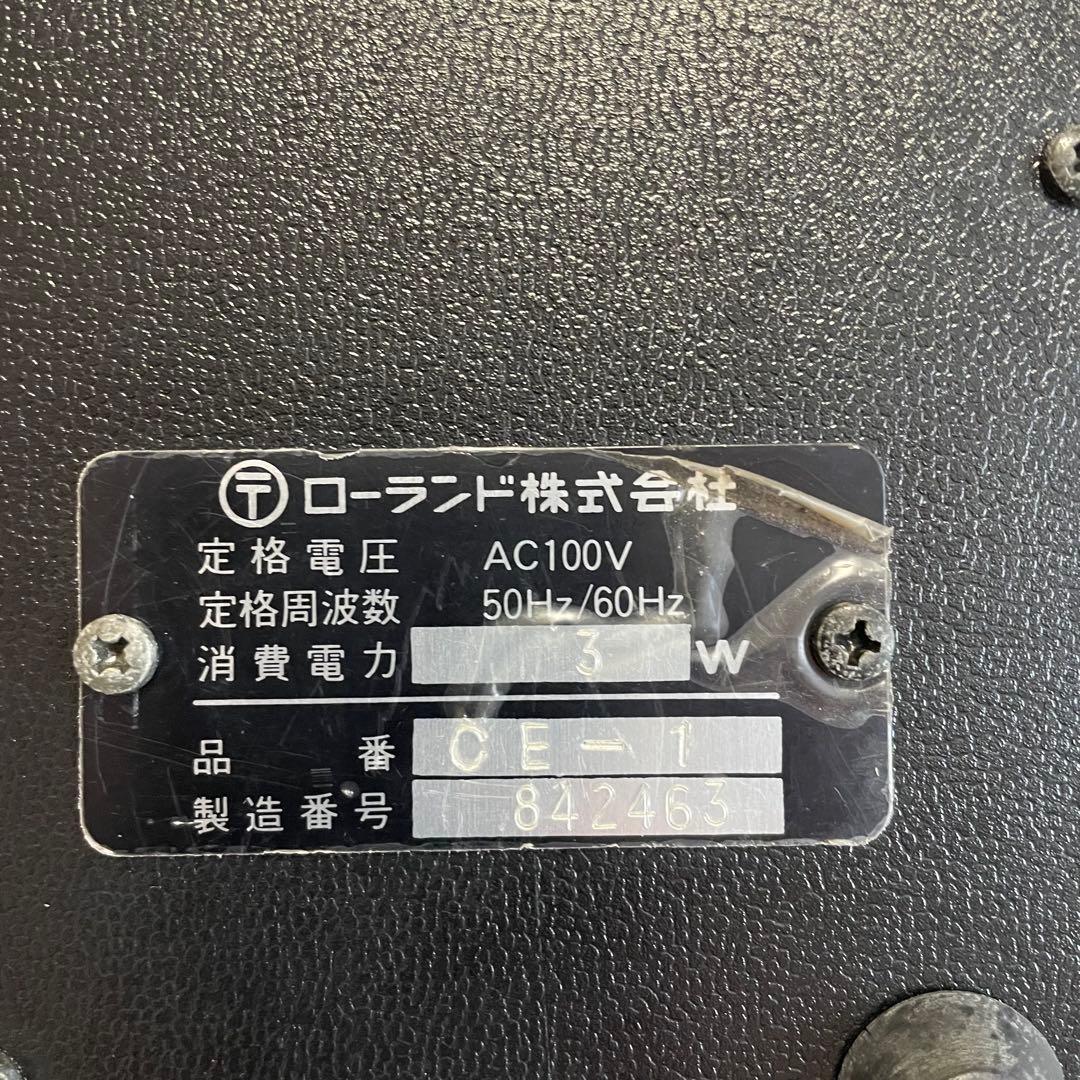 〒 ローランド株式会社
定格電圧 AC100V
定格周波数 50Hz/60Hz
消費電力 3 W
品番 CE-1
製造番号 842463